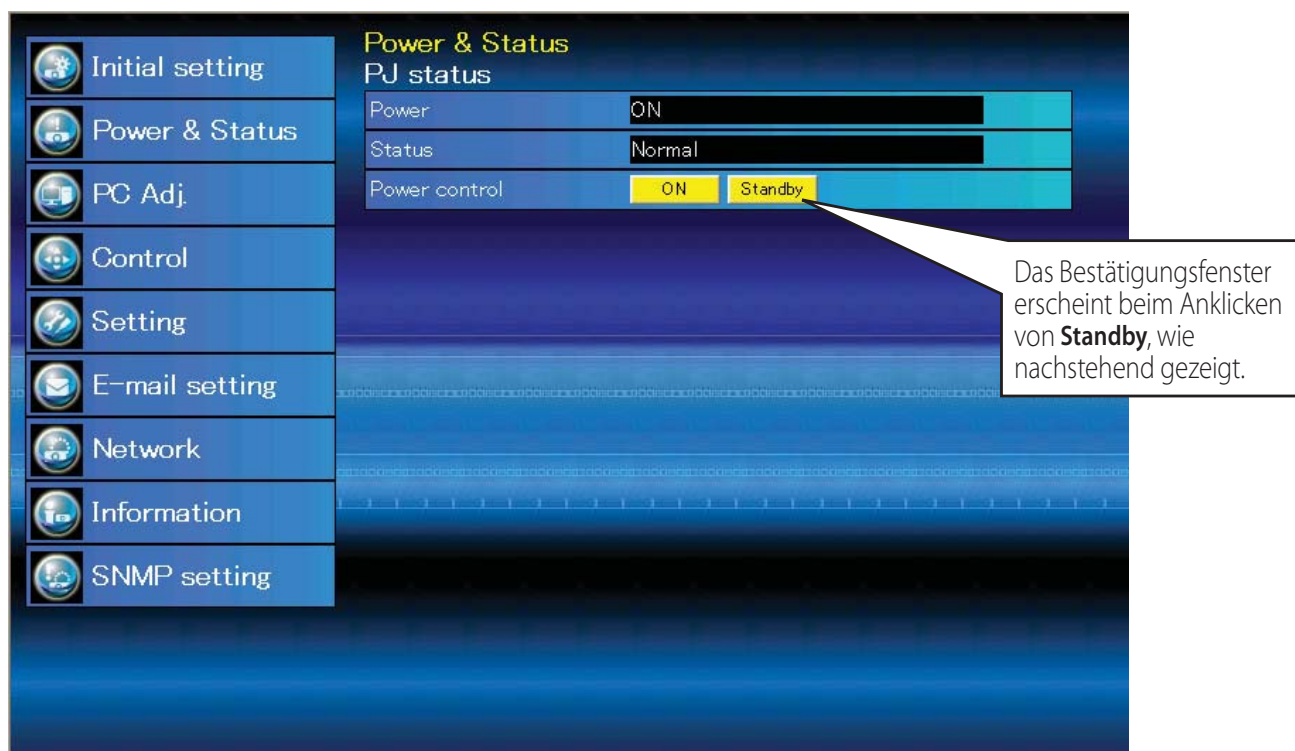 Initial setting
Power & Status
PC Adj.
Control
Setting
E-mail setting
Network
Information
SNMP setting
Power & Status
PJ status
Power ON
Status Normal
Power control ON Standby
Das Bestätigungsfenster
erscheint beim Anklicken
von Standby, wie
nachstehend gezeigt.